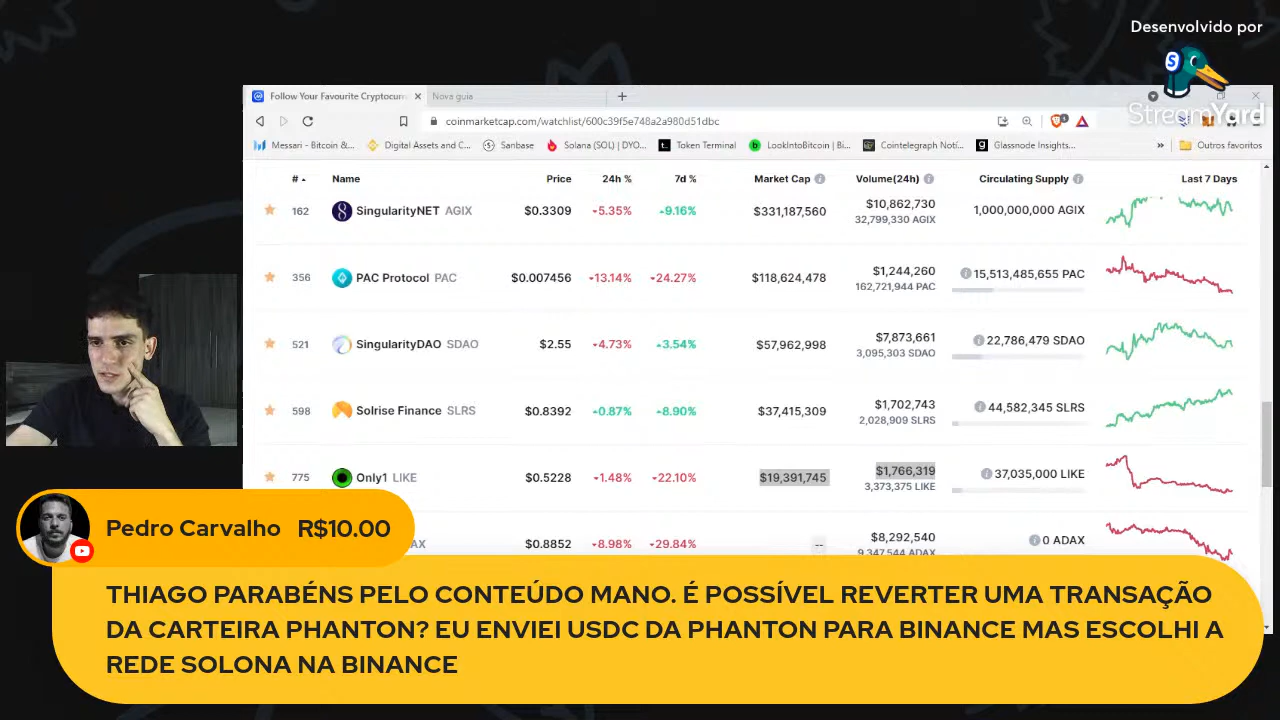 Desenvolvido por
StreamYard
Follow Your Favourite Cryptocurr
Nova guia
coinmarketcap.com/watchlist/600c39f5e748a2a980d51dbc
Messari - Bitcoin &... Digital Assets and C... Sanbase Solana (SOL) | DYO... Token Terminal LookIntoBitcoin | Bi... Cointelegraph Notí... Glassnode Insights... » Outros favoritos
# Name Price 24h % 7d % Market Cap Volume(24h) Circulating Supply Last 7 Days
162 SingularityNET AGIX $0.3309 5.35% 9.16% $331,187,560 $10,862,730 1,000,000,000 AGIX
32,799,330 AGIX
356 PAC Protocol PAC $0.007456 13.14% 24.27% $118,624,478 $1,244,260 15,513,485,655 PAC
162,721,944 PAC
521 SingularityDAO SDAO $2.55 4.73% 3.54% $57,962,998 $7,873,661 22,786,479 SDAO
3,095,303 SDAO
598 Solrise Finance SLRS $0.8392 0.87% 8.90% $37,415,309 $1,702,743 44,582,345 SLRS
2,028,909 SLRS
775 Only1 LIKE $0.5228 1.48% 22.10% $19,391,745 $1,766,319 37,035,000 LIKE
3,373,375 LIKE
AX $0.8852 8.98% 29.84% -- $8,292,540 0 ADAX
9,347,544 ADAX
Pedro Carvalho R$10.00
THIAGO PARABÉNS PELO CONTEÚDO MANO. É POSSÍVEL REVERTER UMA TRANSAÇÃO
DA CARTEIRA PHANTON? EU ENVIEI USDC DA PHANTON PARA BINANCE MAS ESCOLHI A
REDE SOLONA NA BINANCE